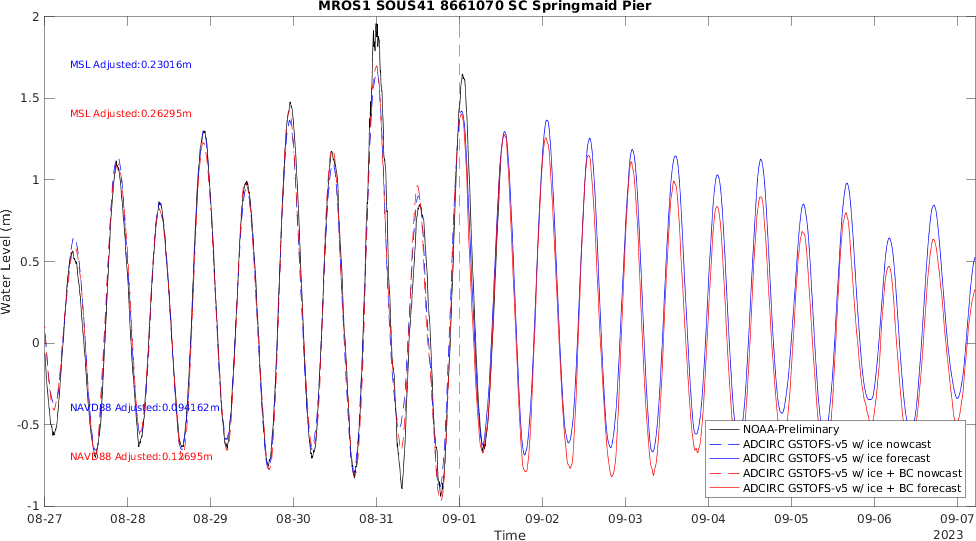 MROS1 SOUS41 8661070 SC Springmaid Pier
2
1.5
1
0.5
0
-0.5
-1
Water Level (m)
MSL Adjusted:0.23016m
MSL Adjusted:0.26295m
NAVD88 Adjusted:0.094162m
NAVD88 Adjusted:0.12695m
NOAA-Preliminary
ADCIRC GSTOFS-v5 w/ ice nowcast
ADCIRC GSTOFS-v5 w/ ice forecast
ADCIRC GSTOFS-v5 w/ ice + BC nowcast
ADCIRC GSTOFS-v5 w/ ice + BC forecast
08-27 08-28 08-29 08-30 08-31 09-01 09-02 09-03 09-04 09-05 09-06 09-07
Time
2023